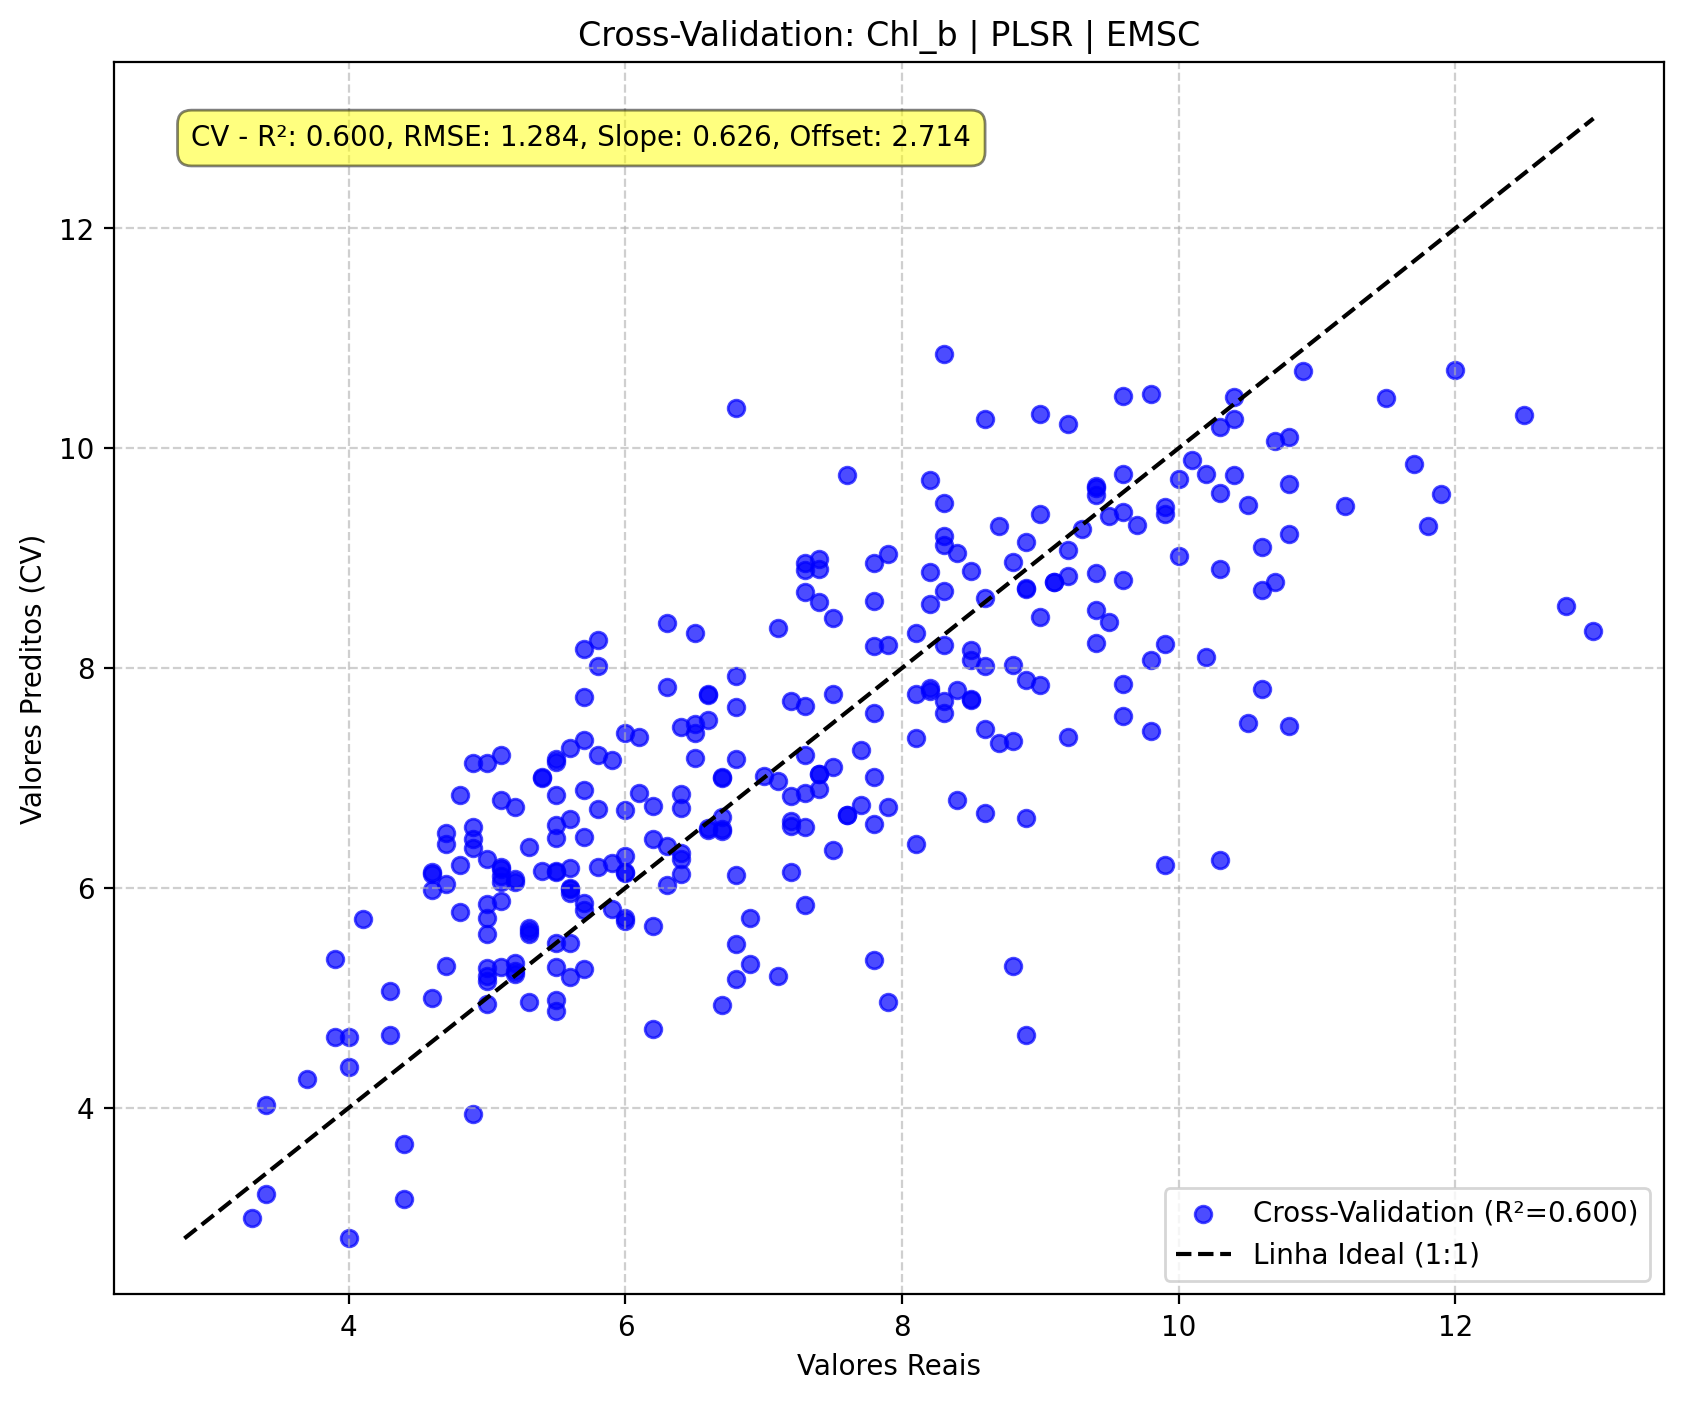 Cross-Validation: Chl_b | PLSR | EMSC
CV - R²: 0.600, RMSE: 1.284, Slope: 0.626, Offset: 2.714
Valores Preditos (CV)
12
10
8
6
4
Cross-Validation (R²=0.600)
Linha Ideal (1:1)
4 6 8 10 12
Valores Reais